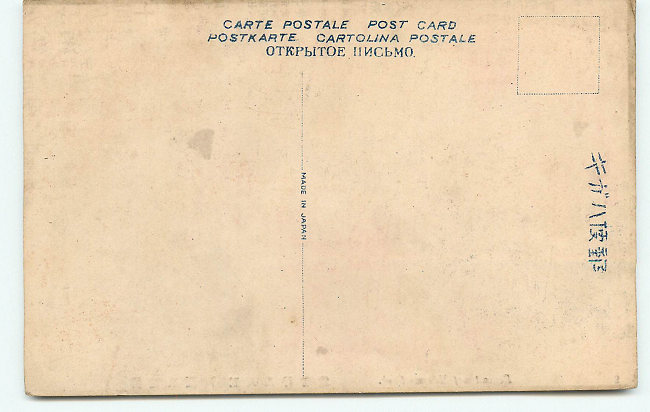 CARTE POSTALE POST CARD
POSTKARTE CARTOLINA POSTALE
ОТКРЫТОЕ ПИСЬМО.
MADE IN JAPAN
郵便ハガキ